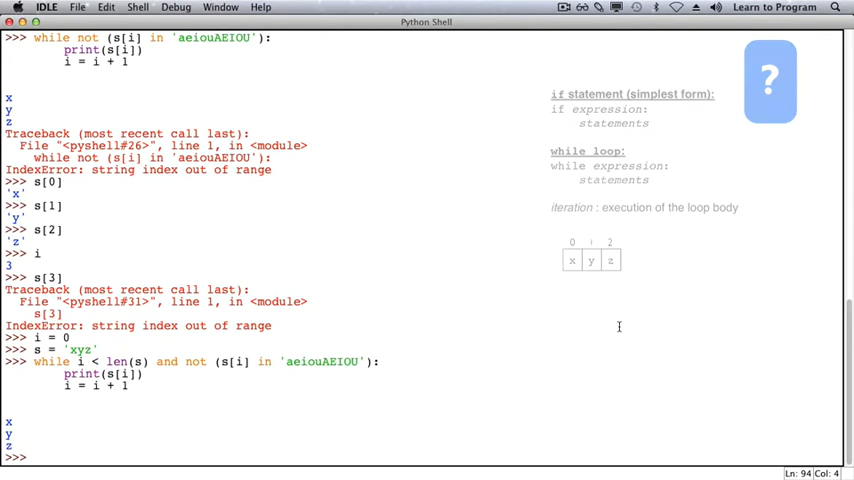 IDLE File Edit Shell Debug Window Help Learn to Program
Python Shell
>>> while not (s[i] in 'aeiouAEIOU'):
print(s[i])
i = i + 1
x
y
z
Traceback (most recent call last):
File "<pyshell#26>", line 1, in <module>
while not (s[i] in 'aeiouAEIOU'):
IndexError: string index out of range
>>> s[0]
'x'
>>> s[1]
'y'
>>> s[2]
'z'
>>> i
3
>>> s[3]
Traceback (most recent call last):
File "<pyshell#31>", line 1, in <module>
s[3]
IndexError: string index out of range
>>> i = 0
>>> s = 'xyz'
>>> while i < len(s) and not (s[i] in 'aeiouAEIOU'):
print(s[i])
i = i + 1
x
y
z
>>>
?
if statement (simplest form):
if expression:
statements
while loop:
while expression:
statements
iteration : execution of the loop body
0 1 2
x y z
Ln: 94 Col: 4